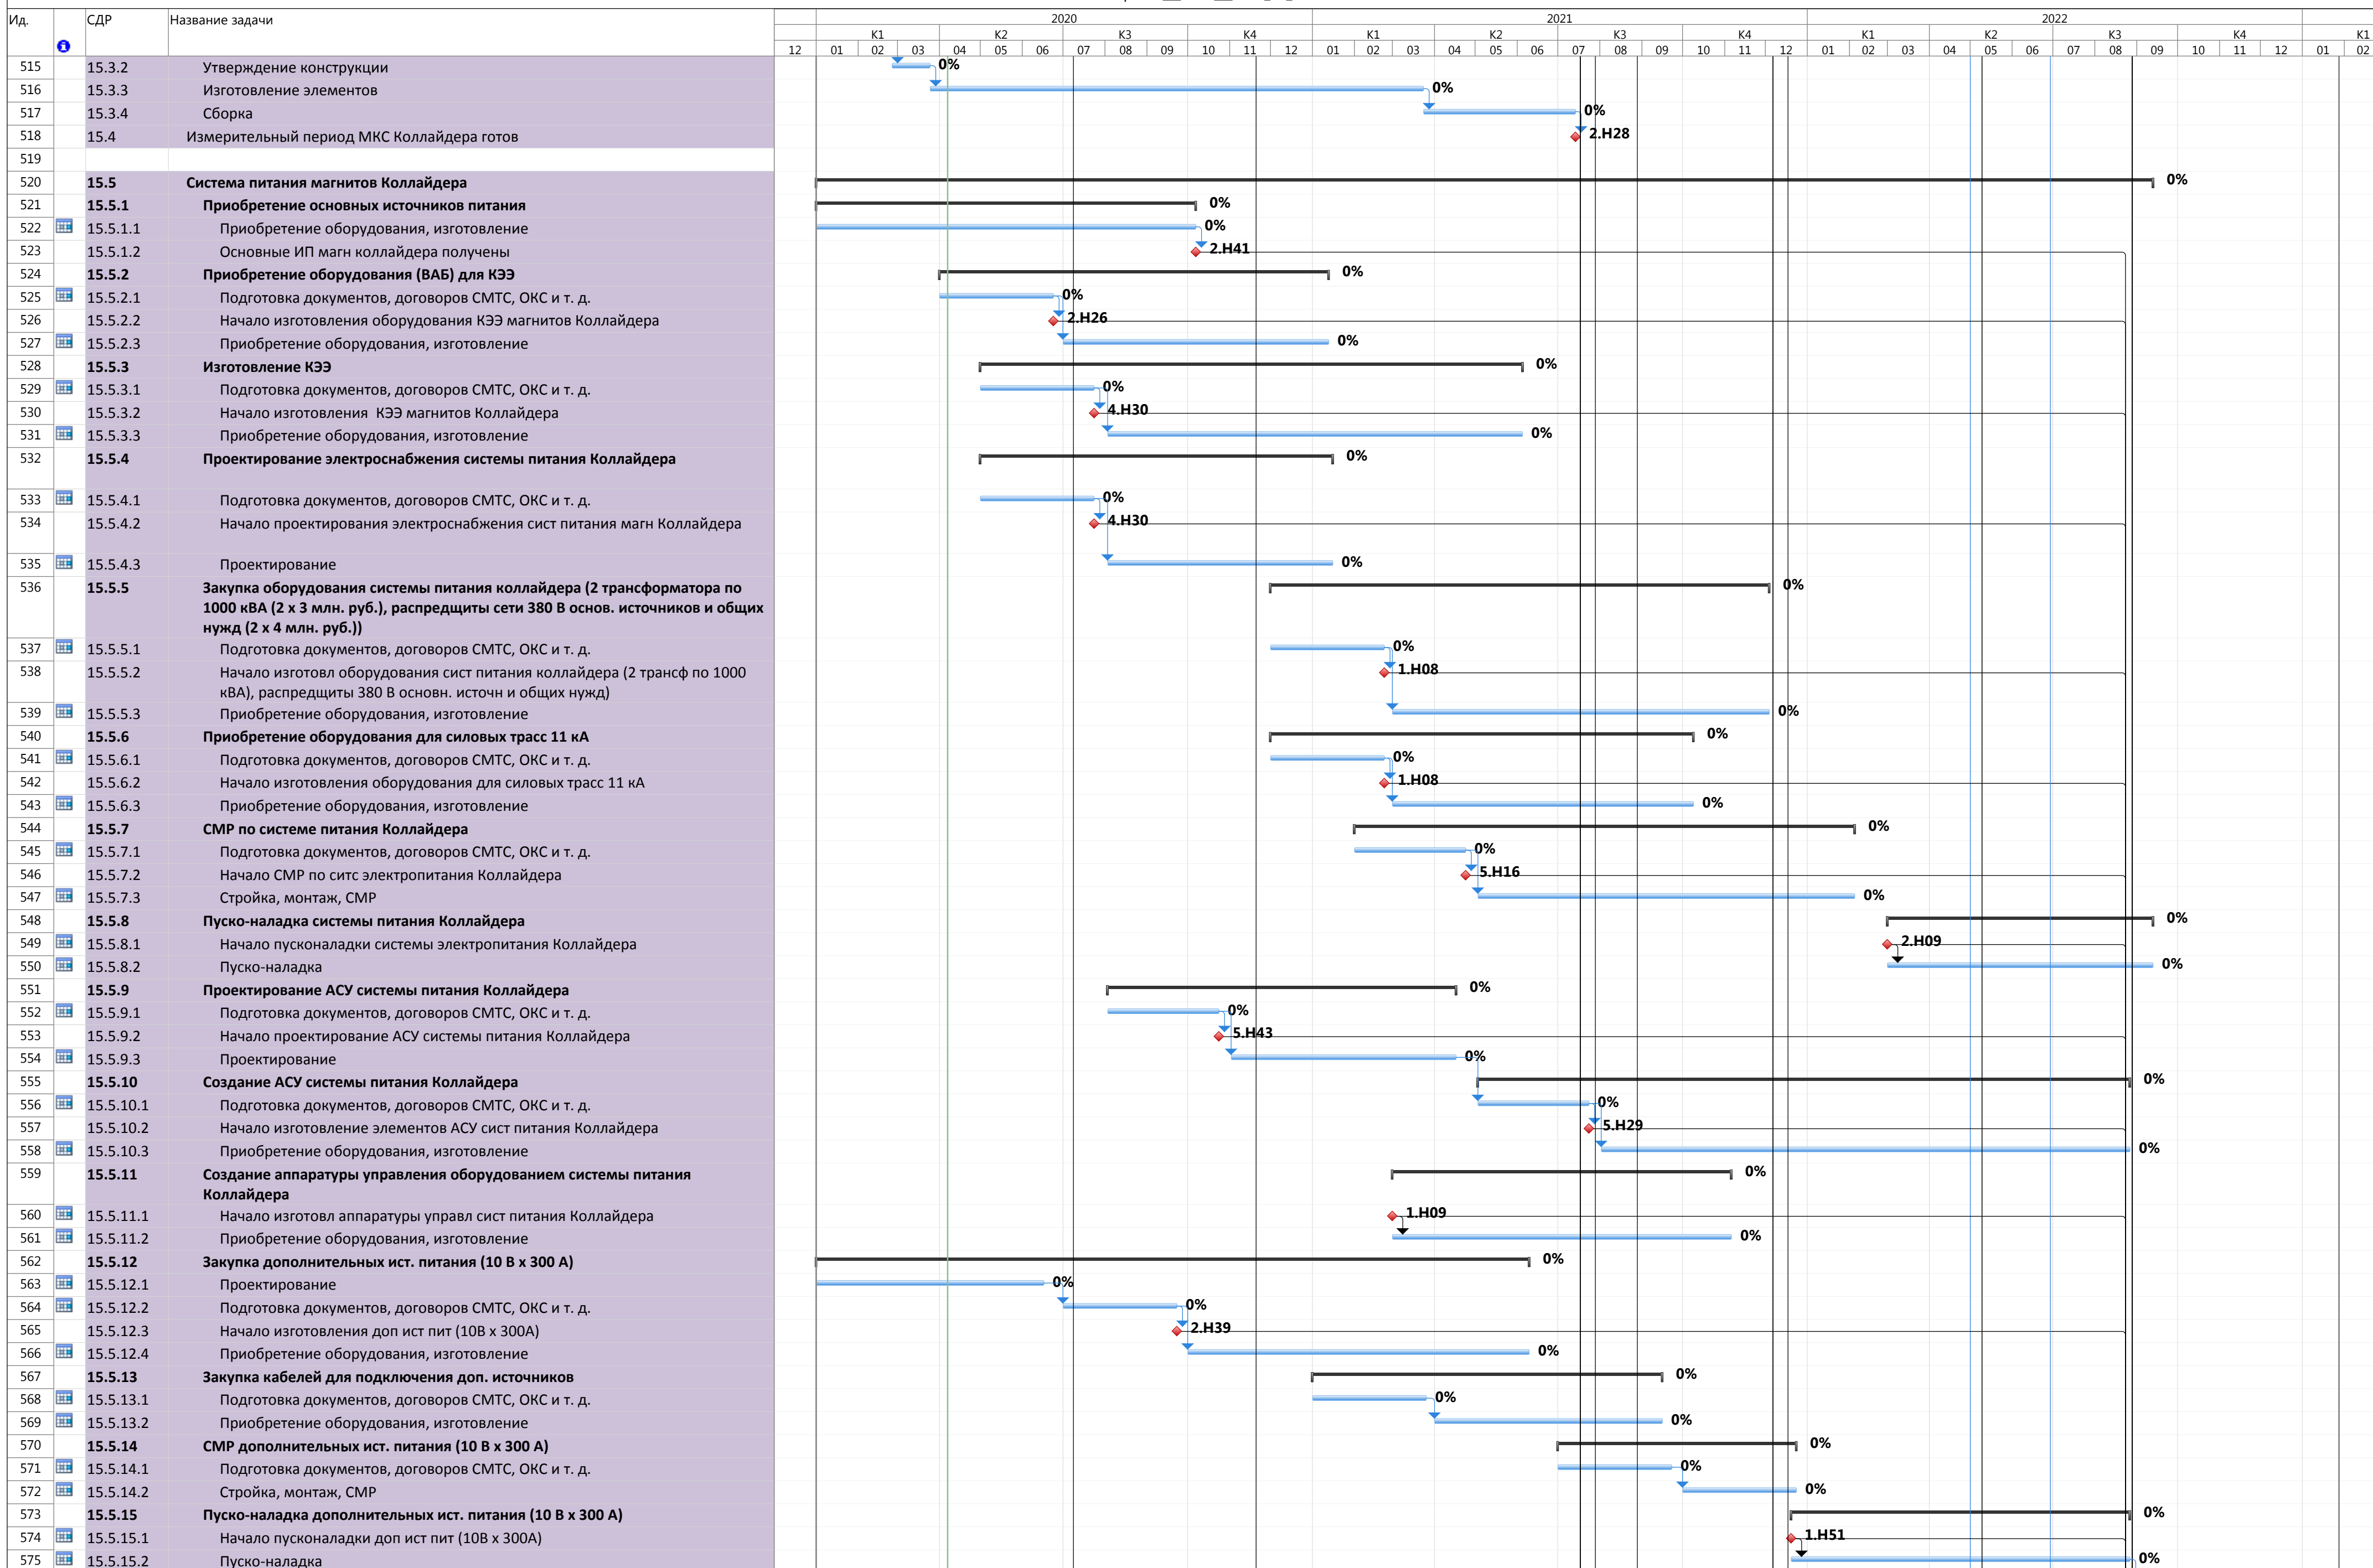 Ид.
СДР
Название задачи
2020
2021
2022
К1
К2
К3
К4
К1
К2
К3
К4
К1
К2
К3
К4
К1
12 01 02 03 04 05 06 07 08 09 10 11 12 01 02 03 04 05 06 07 08 09 10 11 12 01 02 03 04 05 06 07 08 09 10 11 12 01 02
515 15.3.2 Утверждение конструкции 0%
516 15.3.3 Изготовление элементов 0%
517 15.3.4 Сборка 0%
518 15.4 Измерительный период МКС Коллайдера готов 2.Н28
519
520 15.5 Система питания магнитов Коллайдера 0%
521 15.5.1 Приобретение основных источников питания 0%
522 15.5.1.1 Приобретение оборудования, изготовление 0%
523 15.5.1.2 Основные ИП магн коллайдера получены 2.Н41
524 15.5.2 Приобретение оборудования (ВАБ) для КЭЭ 0%
525 15.5.2.1 Подготовка документов, договоров СМТС, ОКС и т. д. 0%
526 15.5.2.2 Начало изготовления оборудования КЭЭ магнитов Коллайдера 2.Н26
527 15.5.2.3 Приобретение оборудования, изготовление 0%
528 15.5.3 Изготовление КЭЭ 0%
529 15.5.3.1 Подготовка документов, договоров СМТС, ОКС и т. д. 0%
530 15.5.3.2 Начало изготовления КЭЭ магнитов Коллайдера 4.Н30
531 15.5.3.3 Приобретение оборудования, изготовление 0%
532 15.5.4 Проектирование электроснабжения системы питания Коллайдера 0%
533 15.5.4.1 Подготовка документов, договоров СМТС, ОКС и т. д. 0%
534 15.5.4.2 Начало проектирования электроснабжения сист питания магн Коллайдера 4.Н30
535 15.5.4.3 Проектирование 0%
536 15.5.5 Закупка оборудования системы питания коллайдера (2 трансформатора по 0%
1000 кВА (2 х 3 млн. руб.), распредщиты сети 380 В основ. источников и общих
нужд (2 х 4 млн. руб.))
537 15.5.5.1 Подготовка документов, договоров СМТС, ОКС и т. д. 0%
538 15.5.5.2 Начало изготовл оборудования сист питания коллайдера (2 трансф по 1000 1.Н08
кВА), распредщиты 380 В основн. источн и общих нужд)
539 15.5.5.3 Приобретение оборудования, изготовление 0%
540 15.5.6 Приобретение оборудования для силовых трасс 11 кА 0%
541 15.5.6.1 Подготовка документов, договоров СМТС, ОКС и т. д. 0%
542 15.5.6.2 Начало изготовления оборудования для силовых трасс 11 кА 1.Н08
543 15.5.6.3 Приобретение оборудования, изготовление 0%
544 15.5.7 СМР по системе питания Коллайдера 0%
545 15.5.7.1 Подготовка документов, договоров СМТС, ОКС и т. д. 0%
546 15.5.7.2 Начало СМР по ситс электропитания Коллайдера 5.Н16
547 15.5.7.3 Стройка, монтаж, СМР 0%
548 15.5.8 Пуско-наладка системы питания Коллайдера 0%
549 15.5.8.1 Начало пусконаладки системы электропитания Коллайдера 2.Н09
550 15.5.8.2 Пуско-наладка 0%
551 15.5.9 Проектирование АСУ системы питания Коллайдера 0%
552 15.5.9.1 Подготовка документов, договоров СМТС, ОКС и т. д. 0%
553 15.5.9.2 Начало проектирование АСУ системы питания Коллайдера 5.Н43
554 15.5.9.3 Проектирование 0%
555 15.5.10 Создание АСУ системы питания Коллайдера 0%
556 15.5.10.1 Подготовка документов, договоров СМТС, ОКС и т. д. 0%
557 15.5.10.2 Начало изготовление элементов АСУ сист питания Коллайдера 5.Н29
558 15.5.10.3 Приобретение оборудования, изготовление 0%
559 15.5.11 Создание аппаратуры управления оборудованием системы питания 0%
Коллайдера
560 15.5.11.1 Начало изготовл аппаратуры управл сист питания Коллайдера 1.Н09
561 15.5.11.2 Приобретение оборудования, изготовление 0%
562 15.5.12 Закупка дополнительных ист. питания (10 В х 300 А) 0%
563 15.5.12.1 Проектирование 0%
564 15.5.12.2 Подготовка документов, договоров СМТС, ОКС и т. д. 0%
565 15.5.12.3 Начало изготовления доп ист пит (10В х 300А) 2.Н39
566 15.5.12.4 Приобретение оборудования, изготовление 0%
567 15.5.13 Закупка кабелей для подключения доп. источников 0%
568 15.5.13.1 Подготовка документов, договоров СМТС, ОКС и т. д. 0%
569 15.5.13.2 Приобретение оборудования, изготовление 0%
570 15.5.14 СМР дополнительных ист. питания (10 В х 300 А) 0%
571 15.5.14.1 Подготовка документов, договоров СМТС, ОКС и т. д. 0%
572 15.5.14.2 Стройка, монтаж, СМР 0%
573 15.5.15 Пуско-наладка дополнительных ист. питания (10 В х 300 А) 0%
574 15.5.15.1 Начало пусконаладки доп ист пит (10В х 300А) 1.Н51
575 15.5.15.2 Пуско-наладка 0%